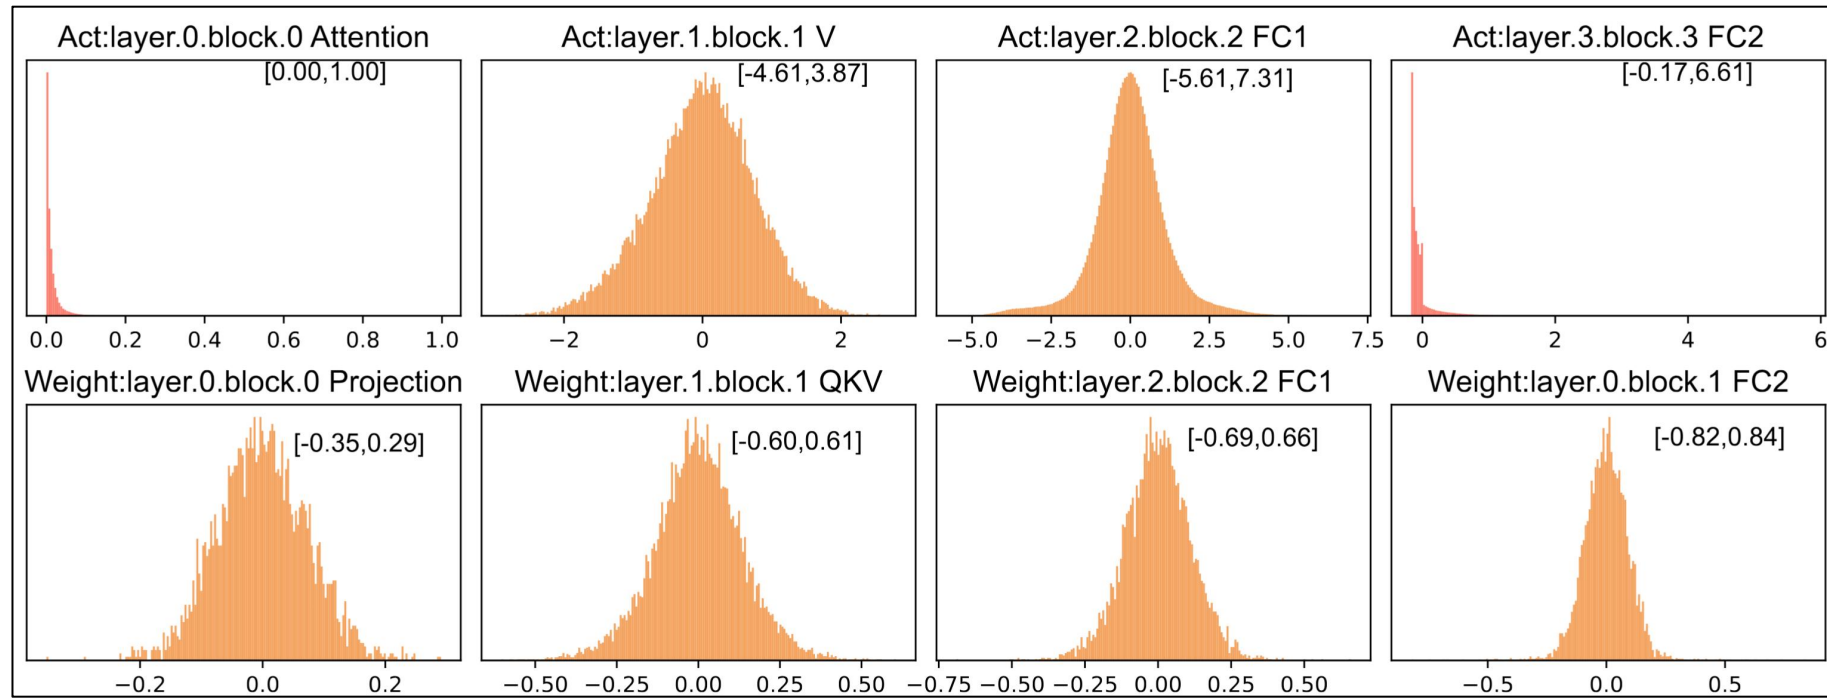 Act:layer.0.block.0 Attention
[0.00,1.00]
0.0 0.2 0.4 0.6 0.8 1.0
Act:layer.1.block.1 V
[-4.61,3.87]
−2 0 2
Act:layer.2.block.2 FC1
[-5.61,7.31]
−5.0 −2.5 0.0 2.5 5.0 7.5
Act:layer.3.block.3 FC2
[-0.17,6.61]
0 2 4 6
Weight:layer.0.block.0 Projection
[-0.35,0.29]
−0.2 0.0 0.2
Weight:layer.1.block.1 QKV
[-0.60,0.61]
−0.50 −0.25 0.00 0.25 0.50
Weight:layer.2.block.2 FC1
[-0.69,0.66]
−0.75 −0.50 −0.25 0.00 0.25 0.50
Weight:layer.0.block.1 FC2
[-0.82,0.84]
−0.5 0.0 0.5